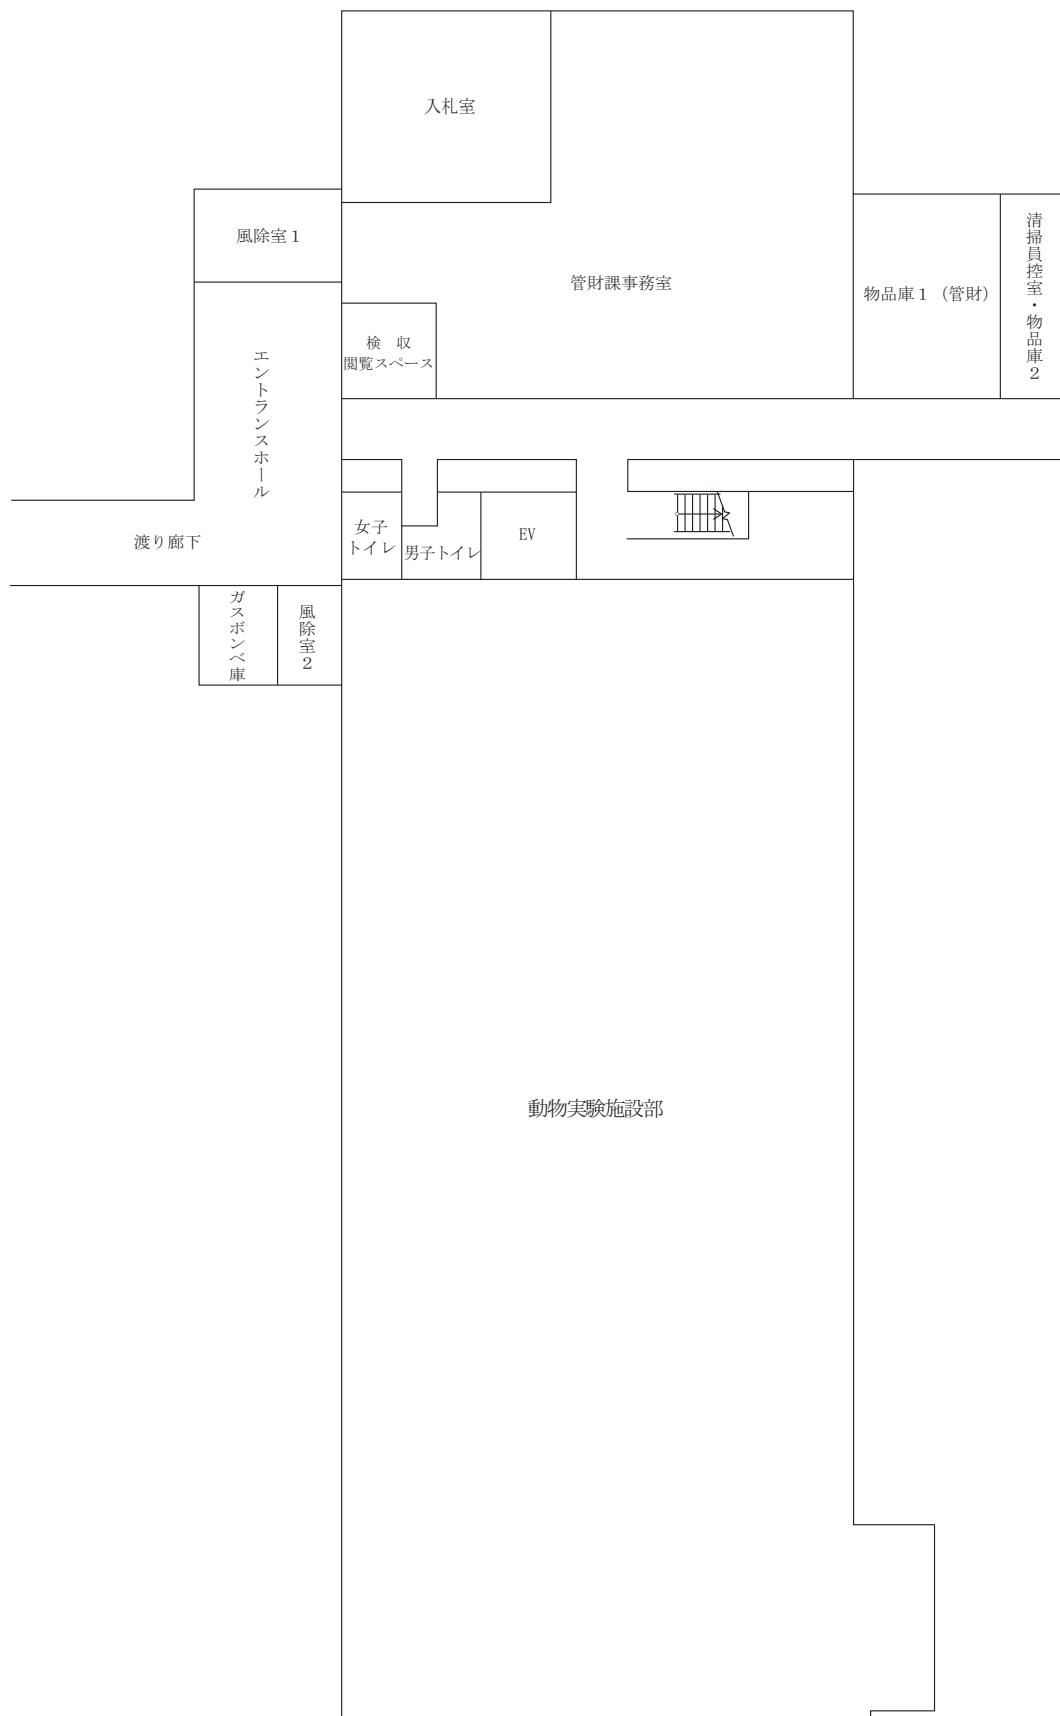 入札室
風除室１
管財課事務室
物品庫１（管財）
清掃員控室・物品庫２
検　収
閲覧スペース
エントランスホール
渡り廊下
女子
トイレ
男子トイレ
EV
ガスボンベ庫
風除室２
動物実験施設部